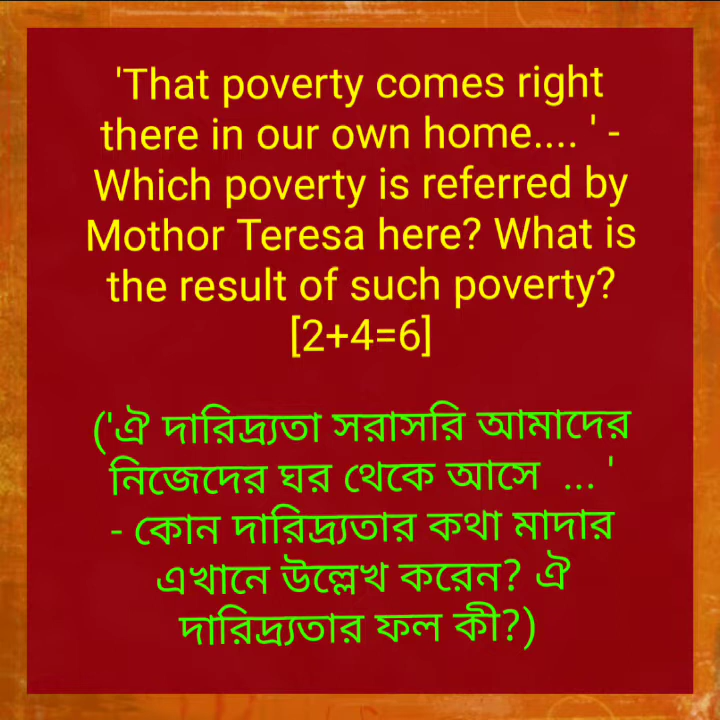 'That poverty comes right
there in our own home.... ' -
Which poverty is referred by
Mothor Teresa here? What is
the result of such poverty?
[2+4=6]
('ঐ দারিদ্র্যতা সরাসরি আমাদের
নিজেদের ঘর থেকে আসে ... '
- কোন দারিদ্র্যতার কথা মাদার
এখানে উল্লেখ করেন? ঐ
দারিদ্র্যতার ফল কী?)